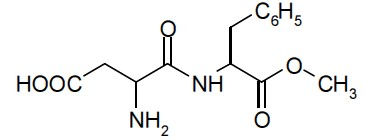 C₆H₅
O
HOOC NH O CH₃
NH₂ O